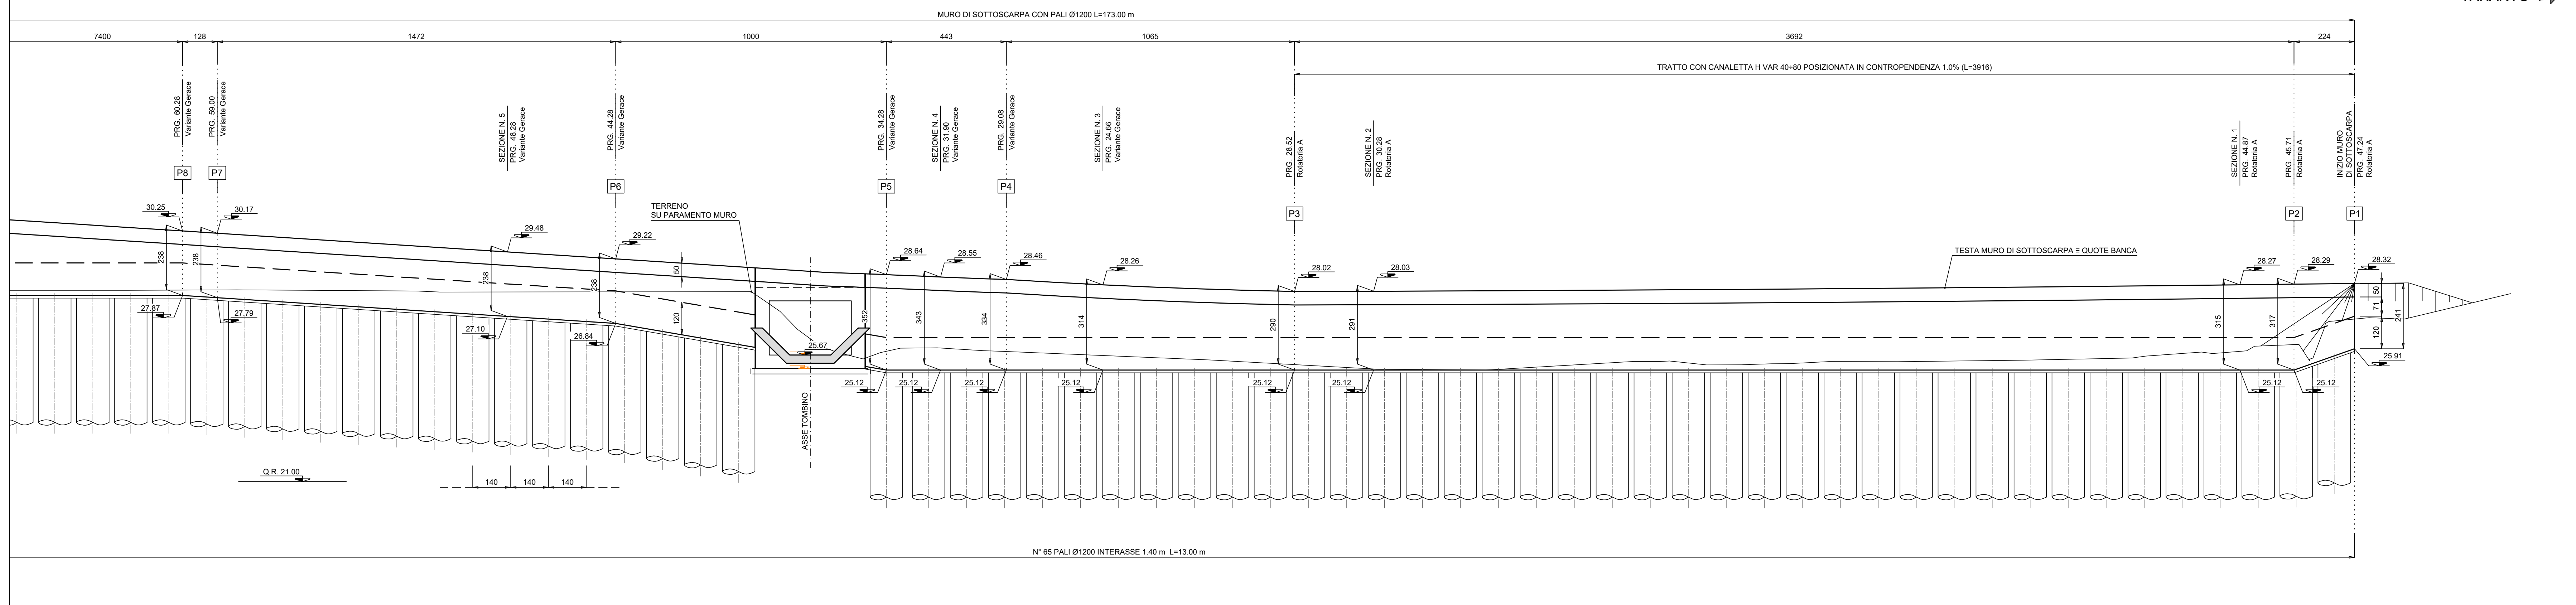 MURO DI SOTTOSCARPA CON PALI Ø1200 L=173.00 m
7400
128
1472
1000
443
1065
3692
224
TRATTO CON CANALETTA H VAR 40÷80 POSIZIONATA IN CONTROPENDENZA 1.0% (L=3916)
PRG. 60.28
Variante Gerace
PRG. 59.00
Variante Gerace
SEZIONE N. 5
PRG. 48.28
Variante Gerace
PRG. 44.28
Variante Gerace
PRG. 34.28
Variante Gerace
SEZIONE N. 4
PRG. 31.90
Variante Gerace
PRG. 29.08
Variante Gerace
SEZIONE N. 3
PRG. 24.66
Variante Gerace
PRG. 28.52
Rotatoria A
SEZIONE N. 2
PRG. 30.28
Rotatoria A
SEZIONE N. 1
PRG. 44.87
Rotatoria A
PRG. 45.71
Rotatoria A
INIZIO MURO
DI SOTTOSCARPA
PRG. 47.24
Rotatoria A
P8
P7
P6
P5
P4
P3
P2
P1
TERRENO
SU PARAMENTO MURO
TESTA MURO DI SOTTOSCARPA ≡ QUOTE BANCA
30.25
30.17
29.48
29.22
28.64
28.55
28.46
28.26
28.02
28.03
28.27
28.29
28.32
238
238
238
238
50
120
352
343
334
314
290
291
315
317
50
71
120
241
27.87
27.79
27.10
26.84
25.67
25.12
25.12
25.12
25.12
25.12
25.12
25.12
25.12
25.91
ASSE TOMBINO
Q.R. 21.00
140
140
140
N° 65 PALI Ø1200 INTERASSE 1.40 m L=13.00 m